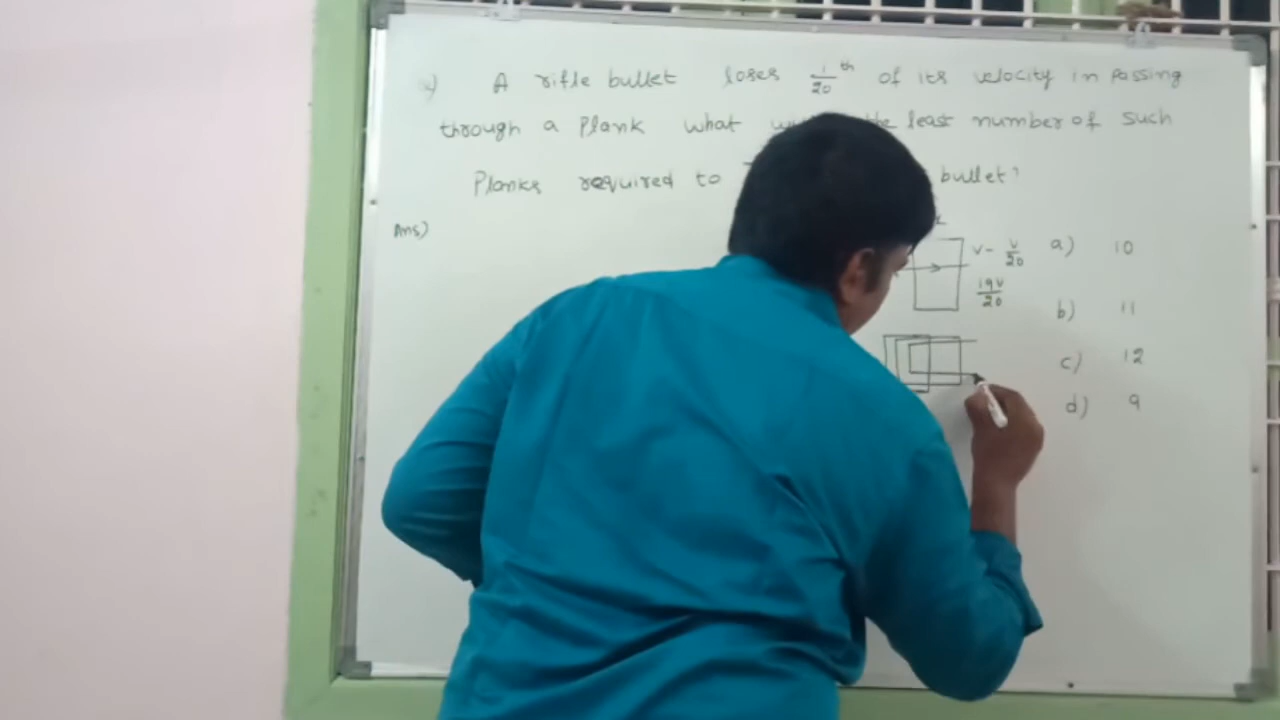 A rifle bullet loses 1/20 th of its velocity in passing
through a Plank what the least number of such
Planks required to bullet?
Ans)
V - V/20
19V/20
a) 10
b) 11
c) 12
d) 9